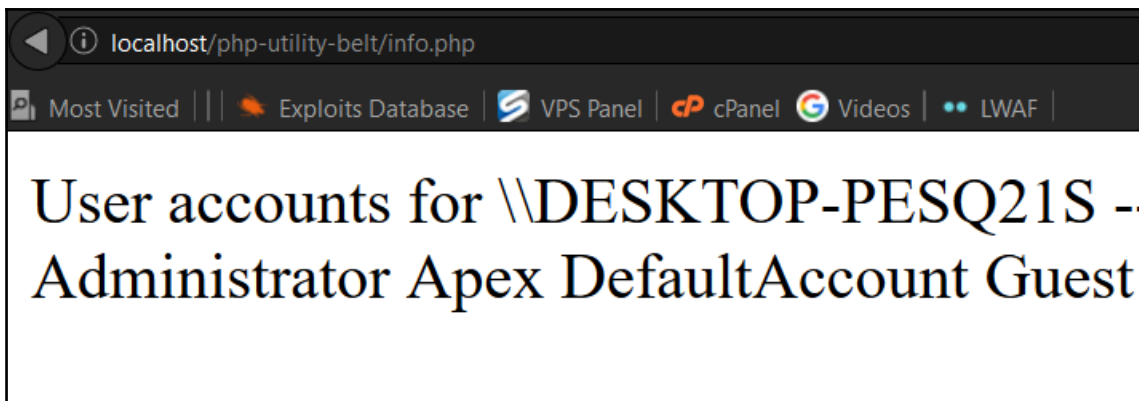 localhost/php-utility-belt/info.php
Most Visited Exploits Database VPS Panel cPanel Videos LWAF
User accounts for \\DESKTOP-PESQ21S --
Administrator Apex DefaultAccount Guest